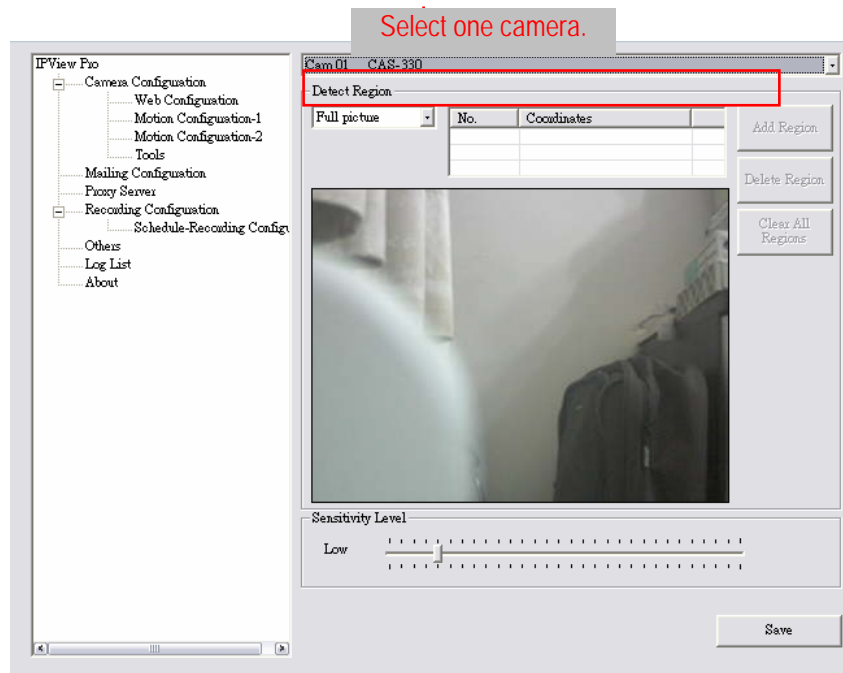 Select one camera.
IPView Pro
Camera Configuration
Web Configuration
Motion Configuration-1
Motion Configuration-2
Tools
Mailing Configuration
Proxy Server
Recording Configuration
Schedule-Recording Configu
Others
Log List
About
Cam 01 CAS-330
Detect Region
Full picture
No. Coordinates
Add Region
Delete Region
Clear All
Regions
Sensitivity Level
Low
Save